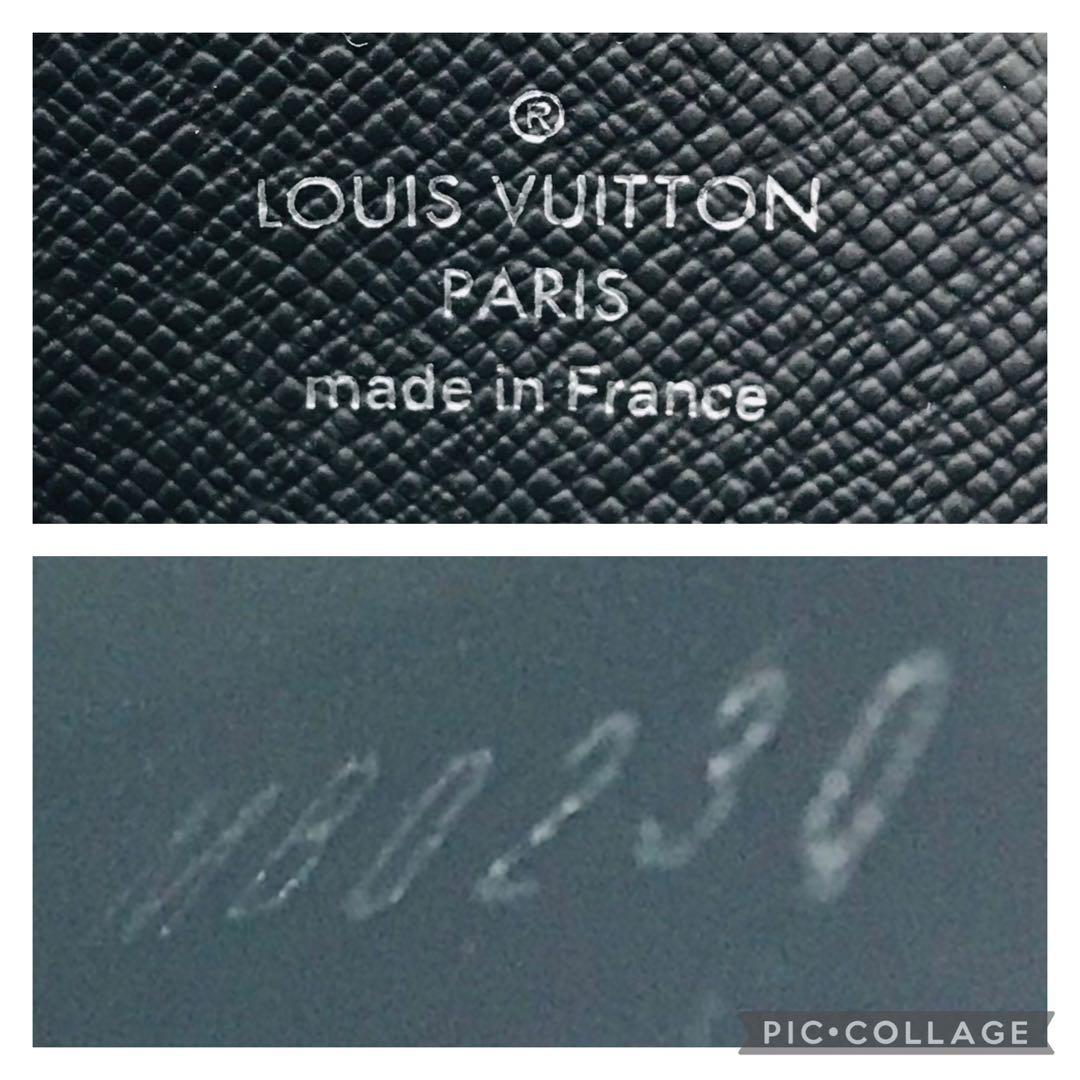 ®
LOUIS VUITTON
PARIS
made in France
PIC•COLLAGE